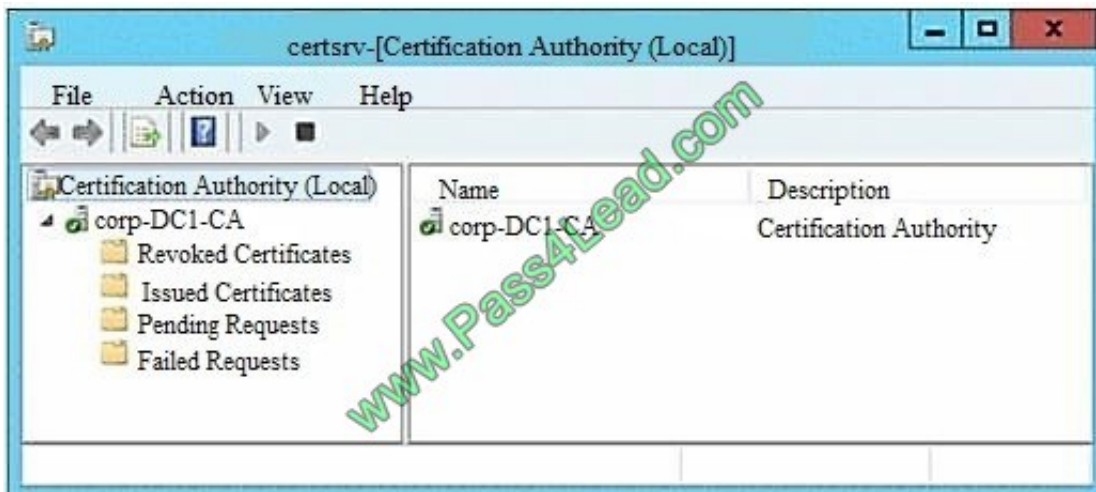 certsrv-[Certification Authority (Local)]
File Action View Help
Certification Authority (Local)
corp-DC1-CA
Revoked Certificates
Issued Certificates
Pending Requests
Failed Requests
Name Description
corp-DC1-CA Certification Authority
www.Pass4Lead.com